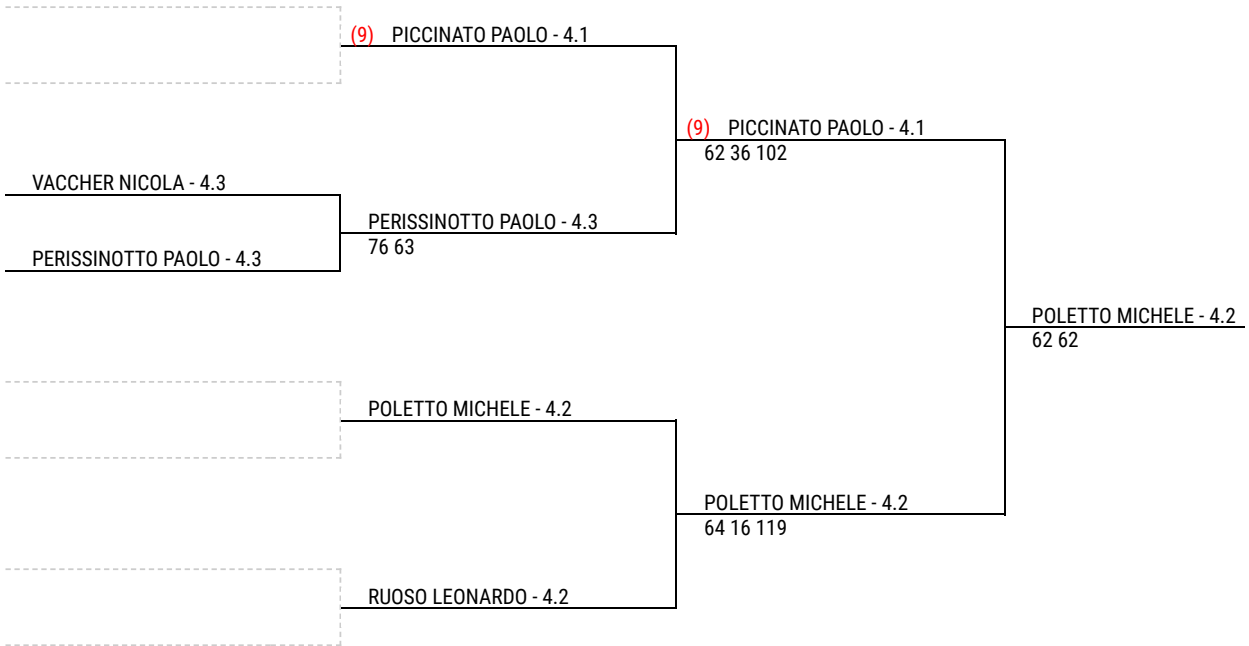 (9) PICCINATO PAOLO - 4.1
(9) PICCINATO PAOLO - 4.1
62 36 102
VACCHER NICOLA - 4.3
PERISSINOTTO PAOLO - 4.3
76 63
PERISSINOTTO PAOLO - 4.3
POLETTO MICHELE - 4.2
62 62
POLETTO MICHELE - 4.2
POLETTO MICHELE - 4.2
64 16 119
RUOSO LEONARDO - 4.2